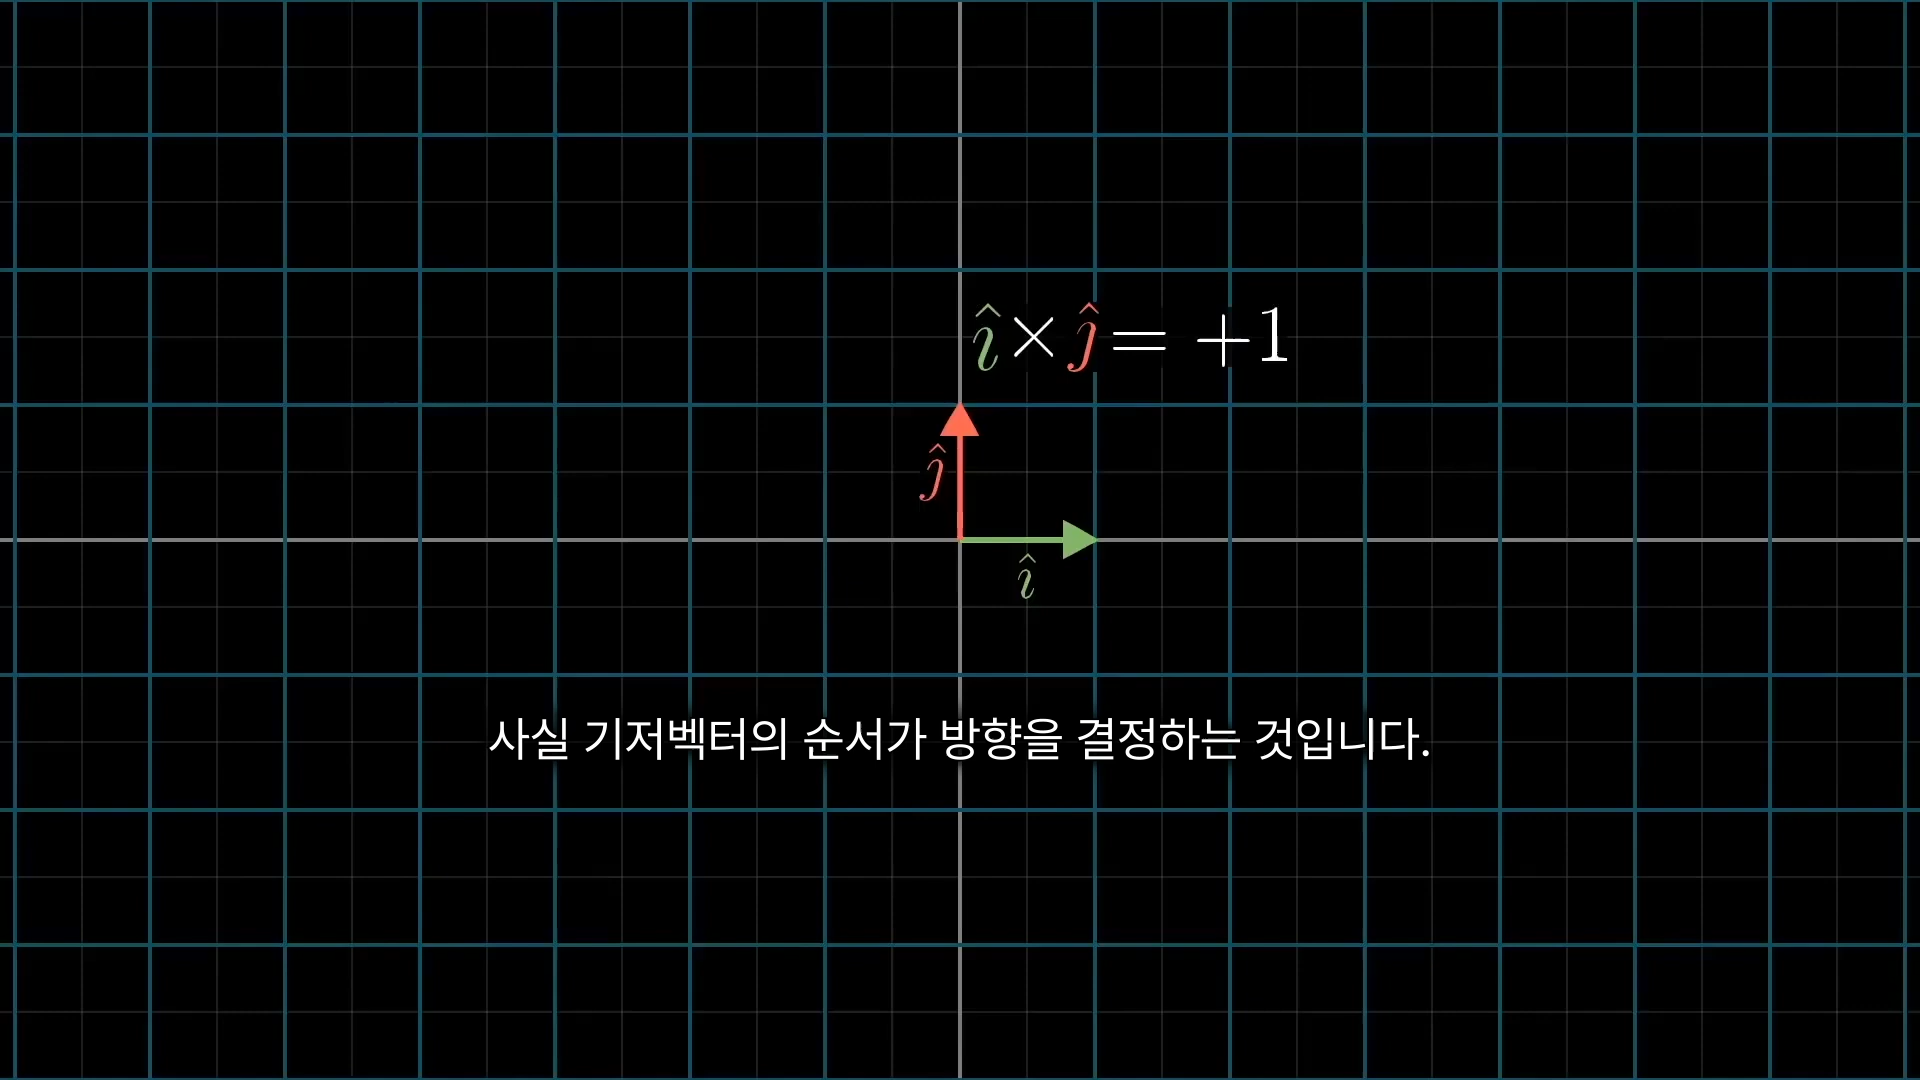 î × ĵ = +1
ĵ
î
사실 기저벡터의 순서가 방향을 결정하는 것입니다.